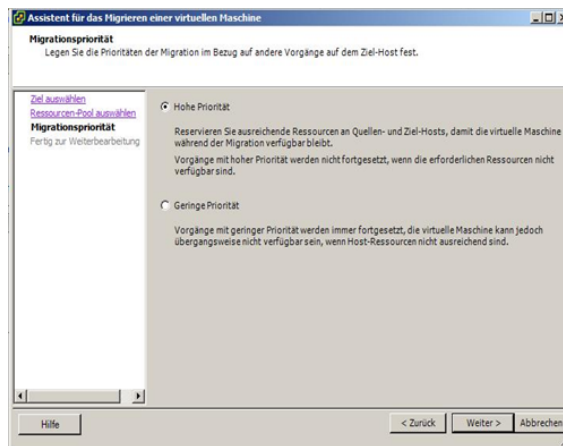 Assistent für das Migrieren einer virtuellen Maschine
Migrationspriorität
Legen Sie die Prioritäten der Migration im Bezug auf andere Vorgänge auf dem Ziel-Host fest.
Ziel auswählen
Ressourcen-Pool auswählen
Migrationspriorität
Fertig zur Weiterbearbeitung
Hohe Priorität
Reservieren Sie ausreichende Ressourcen an Quellen- und Ziel-Hosts, damit die virtuelle Maschine
während der Migration verfügbar bleibt.
Vorgänge mit hoher Priorität werden nicht fortgesetzt, wenn die erforderlichen Ressourcen nicht
verfügbar sind.
Geringe Priorität
Vorgänge mit geringer Priorität werden immer fortgesetzt, die virtuelle Maschine kann jedoch
übergangsweise nicht verfügbar sein, wenn Host-Ressourcen nicht ausreichend sind.
Hilfe
< Zurück
Weiter >
Abbrechen